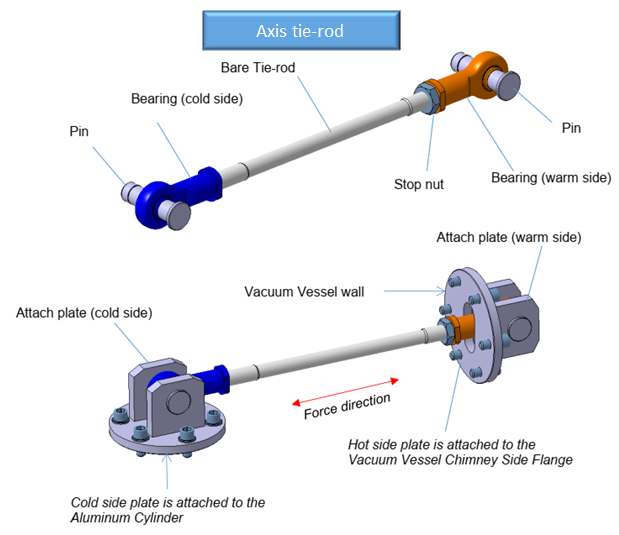 Axis tie-rod
Bare Tie-rod
Bearing (cold side)
Pin
Pin
Stop nut
Bearing (warm side)
Attach plate (warm side)
Vacuum Vessel wall
Attach plate (cold side)
Force direction
Hot side plate is attached to the
Vacuum Vessel Chimney Side Flange
Cold side plate is attached to the
Aluminum Cylinder